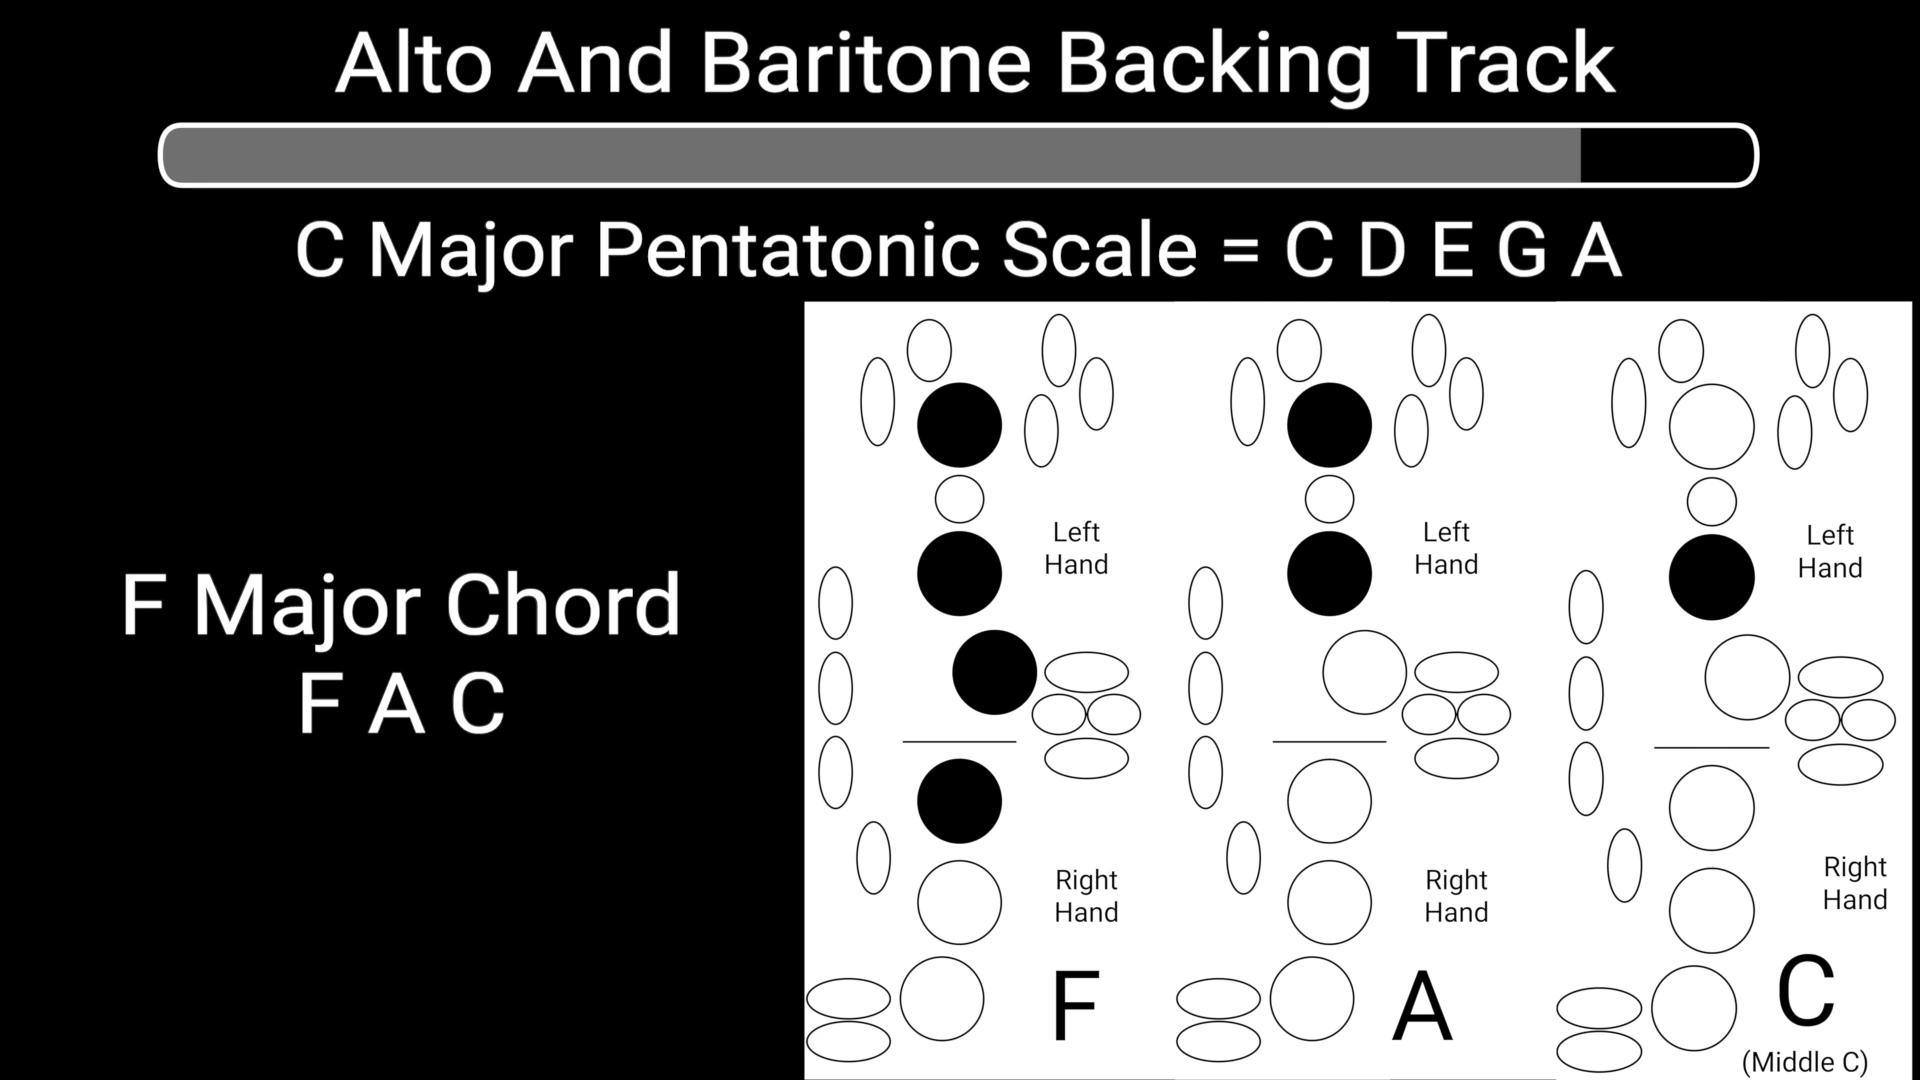 Alto And Baritone Backing Track
C Major Pentatonic Scale = C D E G A
F Major Chord
F A C
Left
Hand
Right
Hand
F
Left
Hand
Right
Hand
A
Left
Hand
Right
Hand
C
(Middle C)